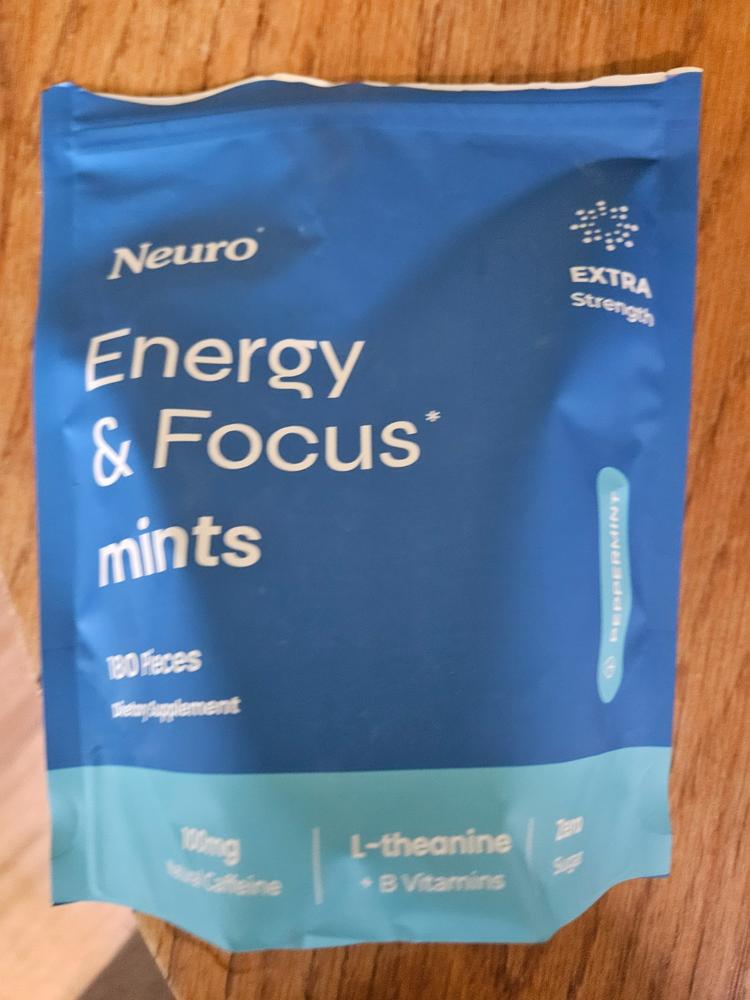 Neuro
EXTRA
Strength
Energy
& Focus*
mints
PEPPERMINT
180 Pieces
Dietary Supplement
100mg
Natural Caffeine
L-theanine
+ B Vitamins
Zero
Sugar